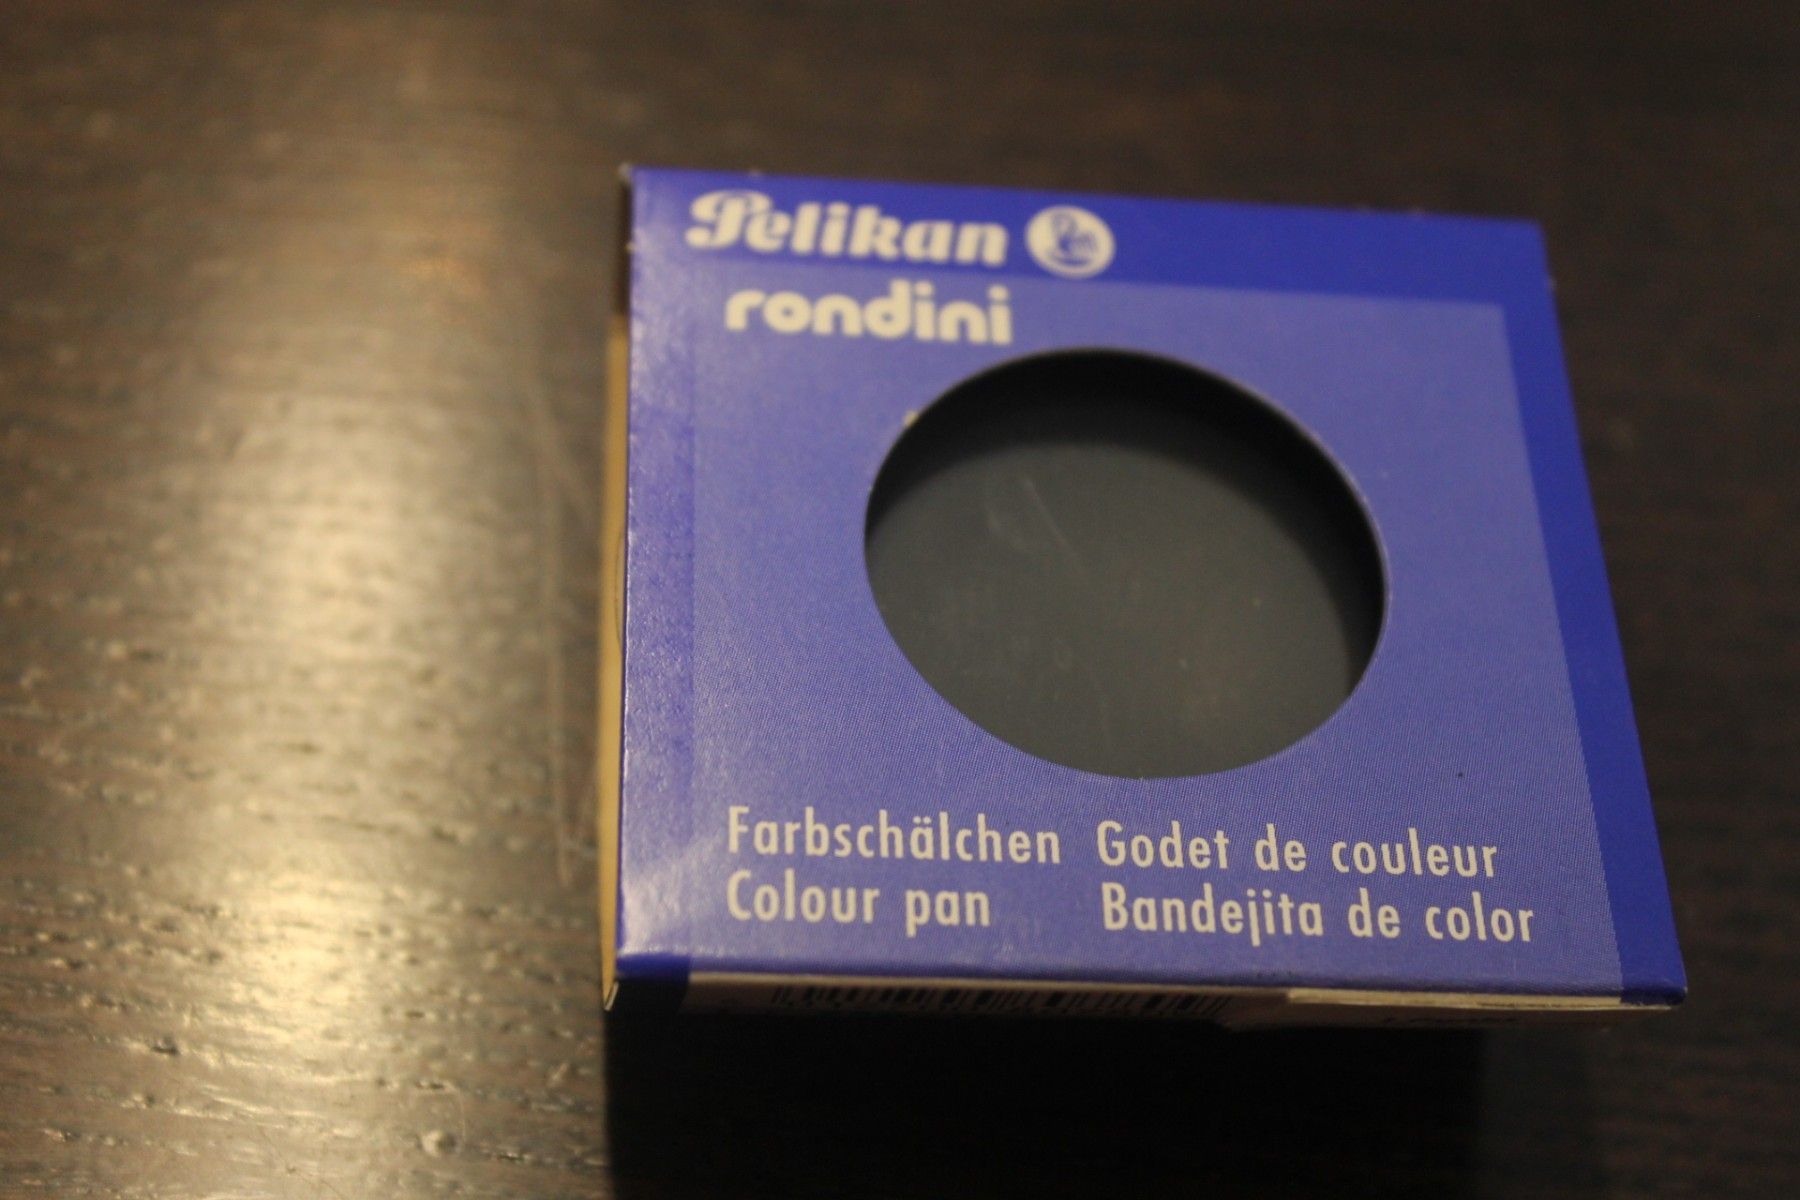 Pelikan
rondini
Farbschälchen Godet de couleur
Colour pan Bandejita de color